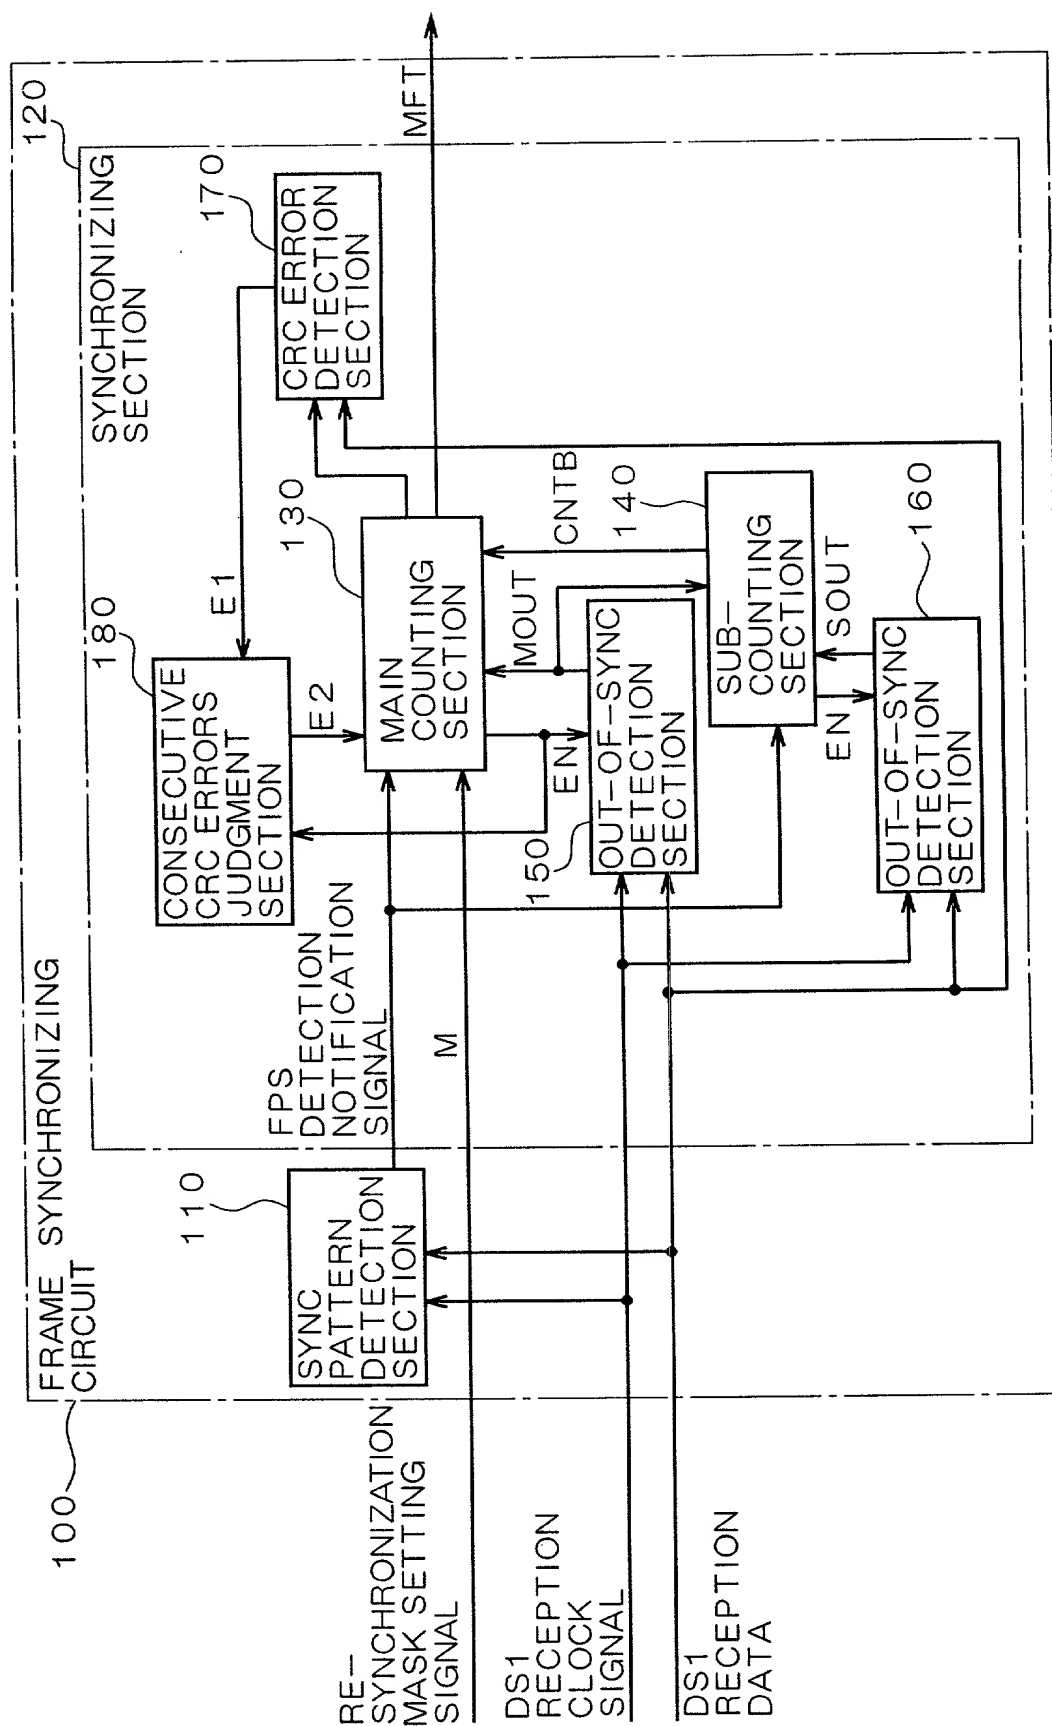 FRAME SYNCHRONIZING
CIRCUIT
100
120
SYNCHRONIZING
SECTION
180
CONSECUTIVE
CRC ERRORS
JUDGMENT
SECTION
E1
170
CRC ERROR
DETECTION
SECTION
E2
130
MAIN
COUNTING
SECTION
MFT
FPS
DETECTION
NOTIFICATION
SIGNAL
110
SYNC
PATTERN
DETECTION
SECTION
RE-
SYNCHRONIZATION
MASK SETTING
SIGNAL
M
EN
MOUT
CNTB
150
OUT-OF-SYNC
DETECTION
SECTION
140
SUB-
COUNTING
SECTION
EN
SOUT
160
OUT-OF-SYNC
DETECTION
SECTION
DS1
RECEPTION
CLOCK
SIGNAL
DS1
RECEPTION
DATA